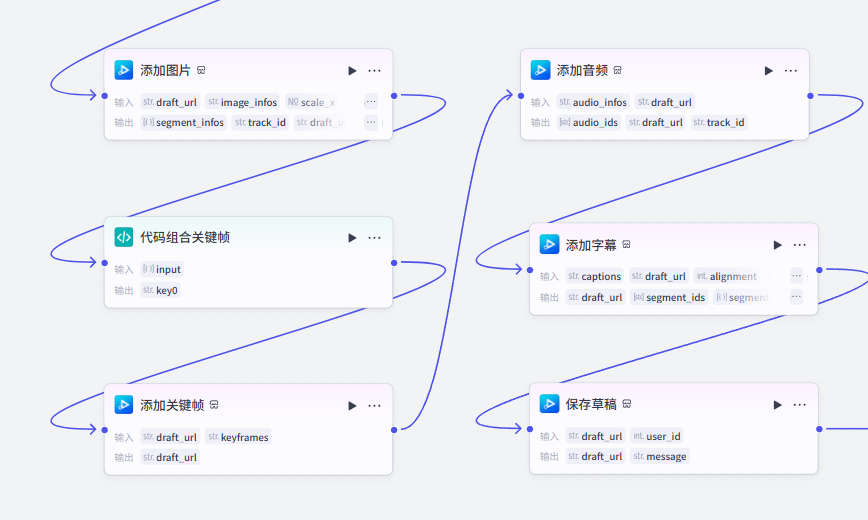 添加图片
输入 str. draft_url str. image_infos NO scale_x ...
输出 [()] segment_infos str. track_id str. draft_ur ...
代码组合关键帧
输入 [()] input
输出 str. key0
添加关键帧
输入 str. draft_url str. keyframes
输出 str. draft_url
添加音频
输入 str. audio_infos str. draft_url
输出 [str] audio_ids str. draft_url str. track_id
添加字幕
输入 str. captions str. draft_url int. alignment ...
输出 str. draft_url [str] segment_ids [()] segment ...
保存草稿
输入 str. draft_url int. user_id
输出 str. draft_url str. message